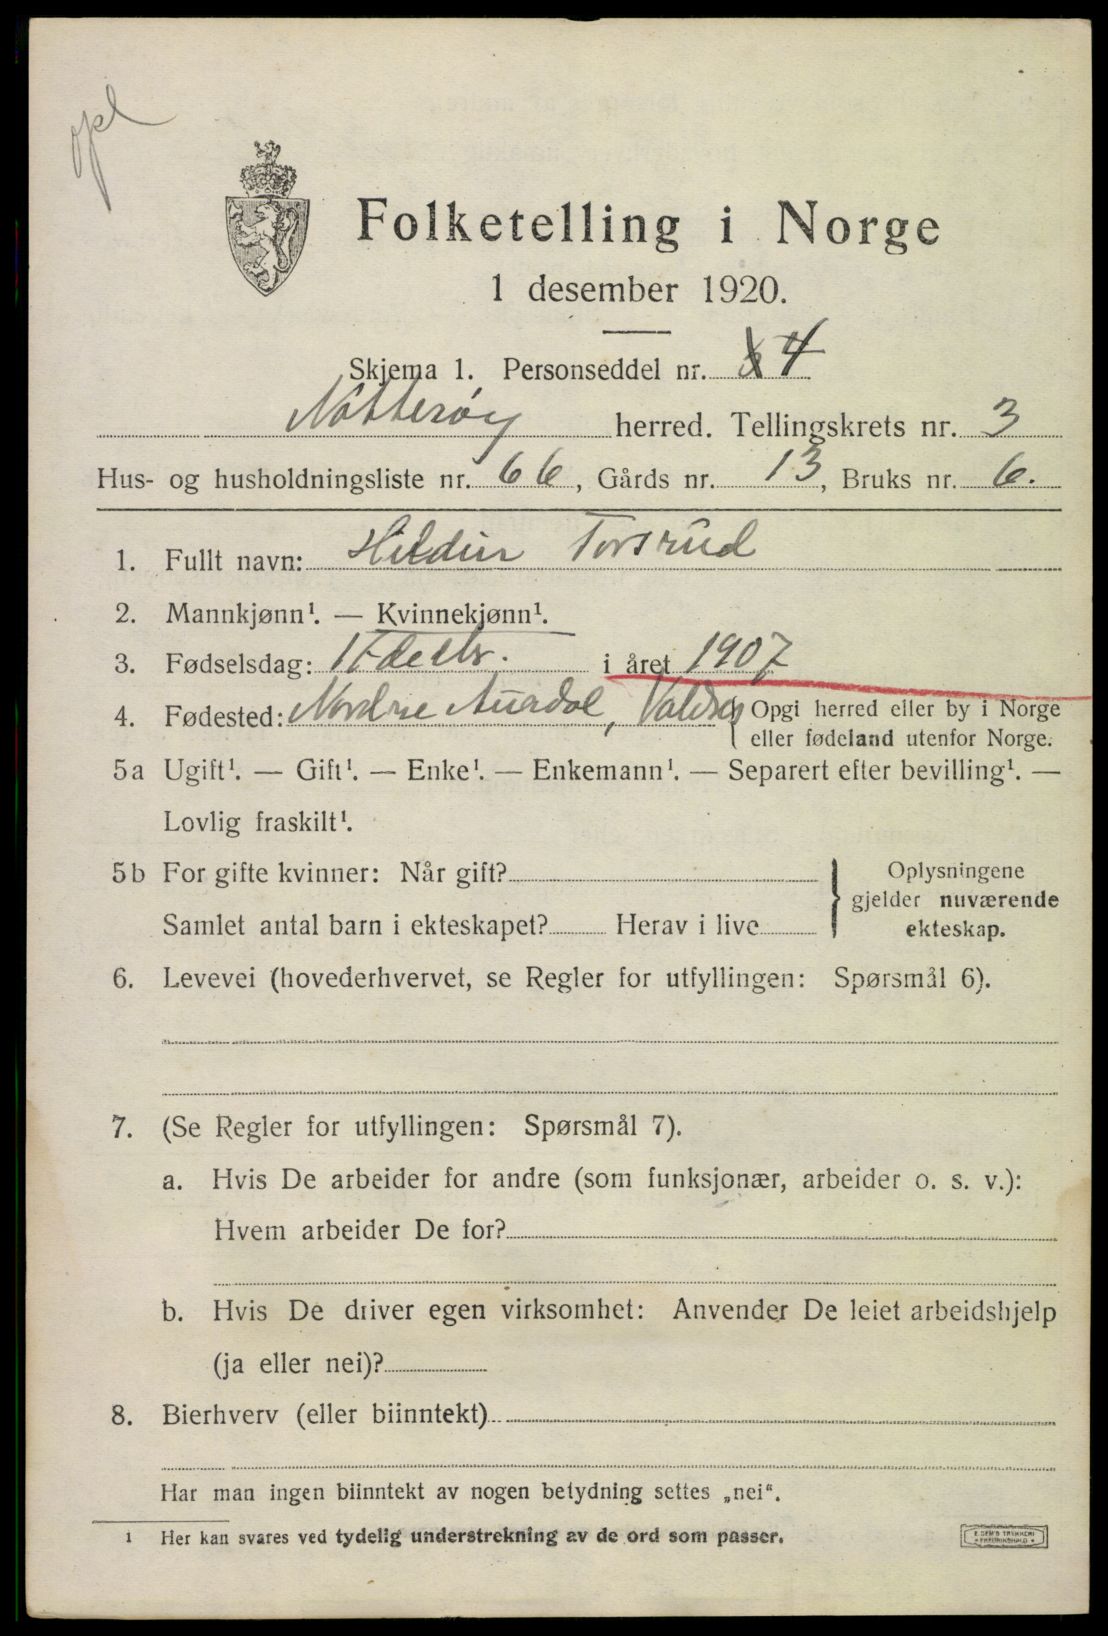 opl
Folketelling i Norge
1 desember 1920.
Skjema 1. Personseddel nr. 4
Nøtterøy herred. Tellingskrets nr. 3
Hus- og husholdningsliste nr. 66, Gårds nr. 13, Bruks nr. 6.
1. Fullt navn: Hildur Torsrud
2. Mannkjønn¹. — Kvinnekjønn¹.
3. Fødselsdag: i året 1907
4. Fødested: Nordre Aurdal, Valdres { Opgi herred eller by i Norge
eller fødeland utenfor Norge.
5a Ugift¹. — Gift¹. — Enke¹. — Enkemann¹. — Separert efter bevilling¹. —
Lovlig fraskilt¹.
5b For gifte kvinner: Når gift? } Oplysningene
gjelder nuværende
Samlet antal barn i ekteskapet? Herav i live
ekteskap.
6. Levevei (hovederhvervet, se Regler for utfyllingen: Spørsmål 6).
7. (Se Regler for utfyllingen: Spørsmål 7).
a. Hvis De arbeider for andre (som funksjonær, arbeider o. s. v.):
Hvem arbeider De for?
b. Hvis De driver egen virksomhet: Anvender De leiet arbeidshjelp
(ja eller nei)?
8. Bierhverv (eller biinntekt)
Har man ingen biinntekt av nogen betydning settes „nei“.
¹ Her kan svares ved tydelig understrekning av de ord som passer.
E. SEM'S TRYKKERI
FREDRIKSHALD